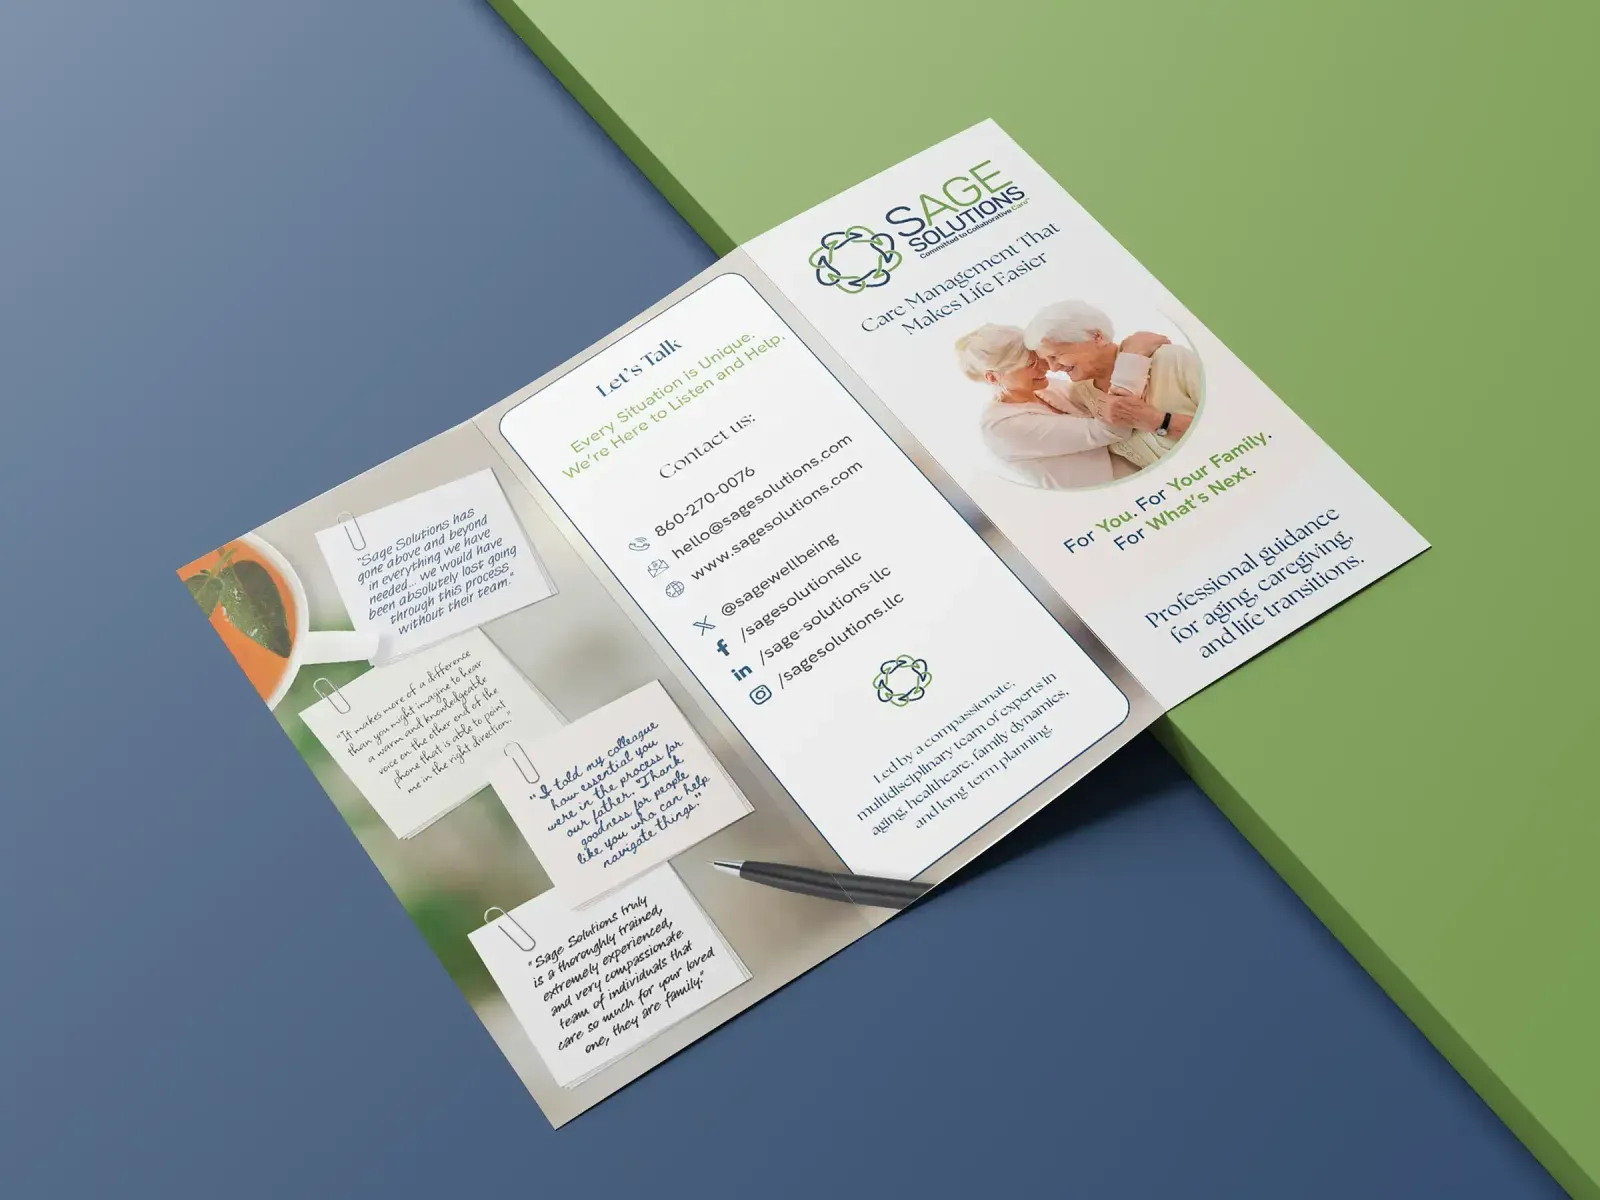 "Sage Solutions has
gone above and beyond
in everything we have
needed... we would have
been absolutely lost going
through this process
without their team."
"It makes more of a difference
than you might imagine to hear
a warm and knowledgeable
voice on the other end of the
phone that is able to point
me in the right direction."
"I told my colleague
how essential you
were in the process for
our father. Thank
goodness for people
like you who can help
navigate things."
"Sage Solutions truly
is a thoroughly trained,
extremely experienced,
and very compassionate
team of individuals that
care so much for your loved
one, they are family."
Let's Talk
Every Situation is Unique.
We're Here to Listen and Help.
Contact us:
860-270-0076
hello@sagesolutions.com
www.sagesolutions.com
@sagewellbeing
/sagesolutionsllc
/sage-solutions-llc
/sagesolutions.llc
Led by a compassionate,
multidisciplinary team of experts in
aging, healthcare, family dynamics,
and long term planning.
SAGE
SOLUTIONS
Committed to Collaborative Care™
Care Management That
Makes Life Easier
For You. For Your Family.
For What's Next.
Professional guidance
for aging, caregiving,
and life transitions.